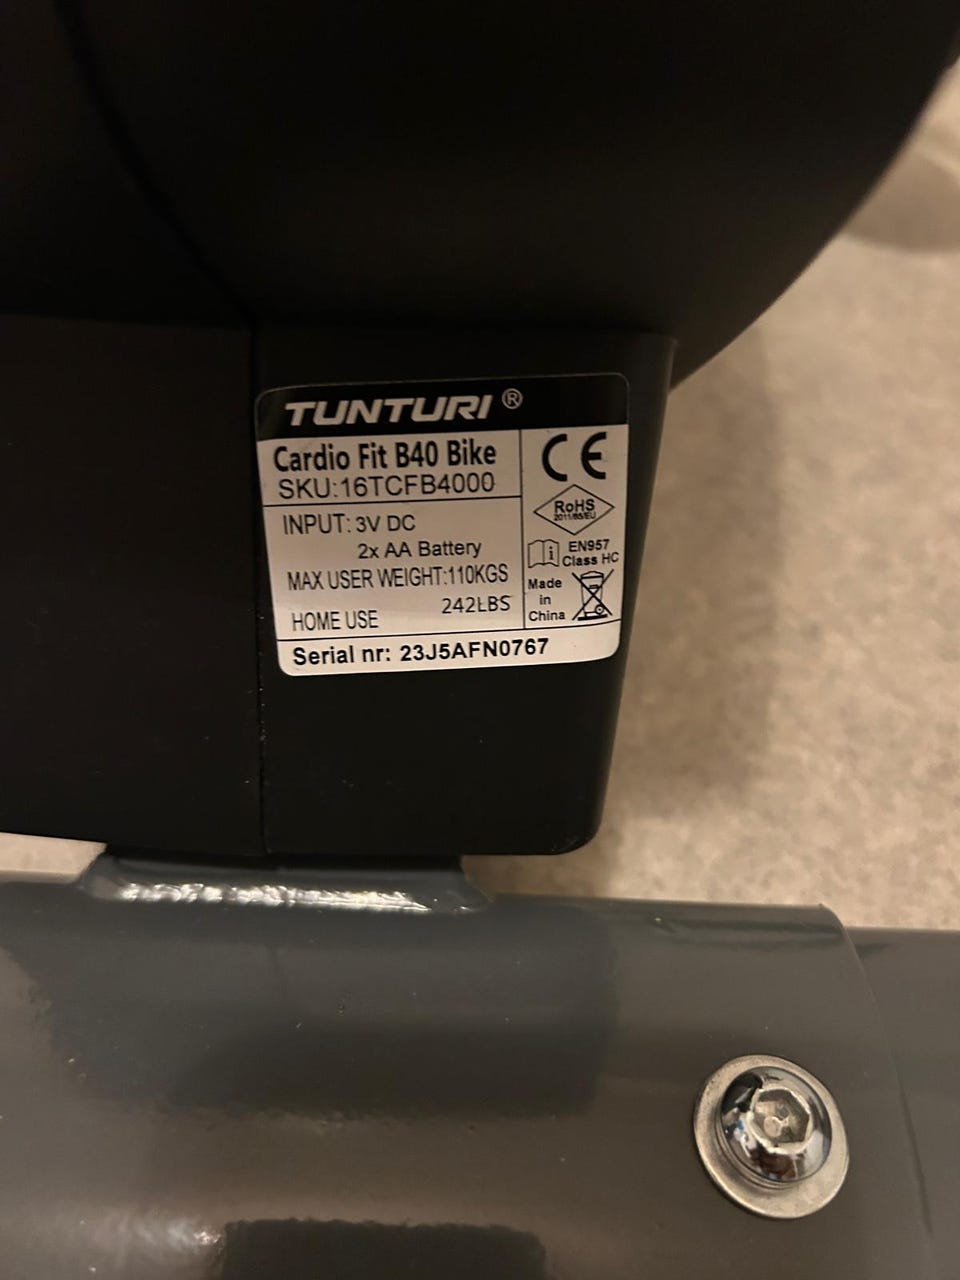 TUNTURI®
Cardio Fit B40 Bike
SKU:16TCFB4000
INPUT: 3V DC
2x AA Battery
MAX USER WEIGHT:110KGS
242LBS
HOME USE
CE
RoHS
2011/65/EU
i
EN957
Class HC
Made
in
China
Serial nr: 23J5AFN0767